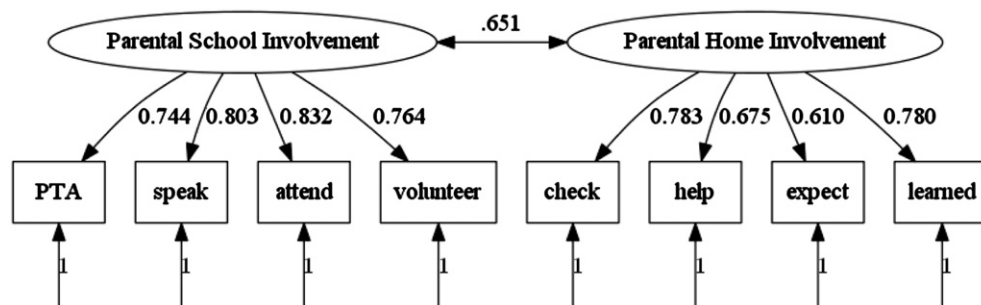 .651
Parental School Involvement Parental Home Involvement
0.744 0.803 0.832 0.764 0.783 0.675 0.610 0.780
PTA speak attend volunteer check help expect learned
1 1 1 1 1 1 1 1